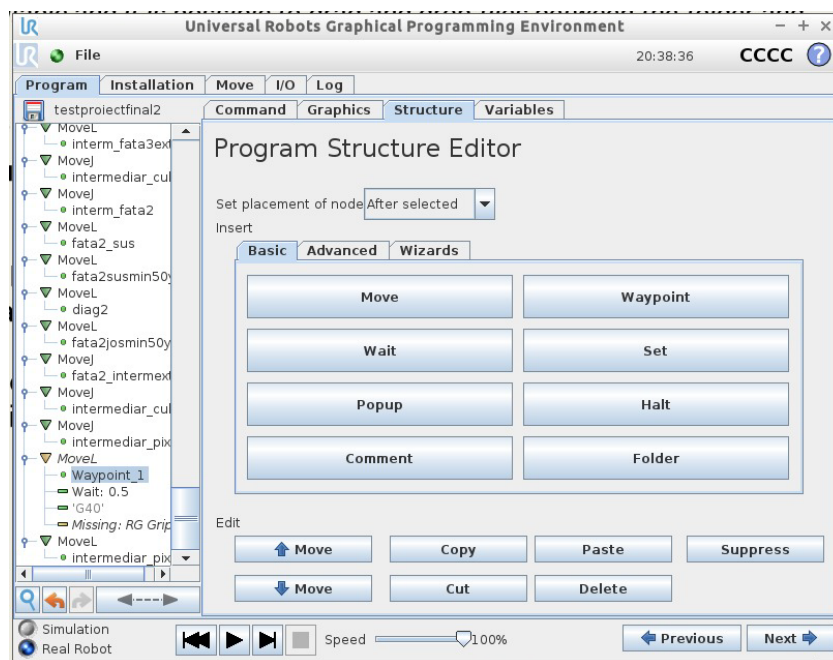 Universal Robots Graphical Programming Environment
File
20:38:36
CCCC
?
Program
Installation
Move
I/O
Log
testproiectfinal2
Command
Graphics
Structure
Variables
MoveL
interm_fata3ext
MoveJ
intermediar_cul
MoveJ
interm_fata2
MoveL
fata2_sus
MoveL
fata2susmin50y
MoveL
diag2
MoveL
fata2josmin50y
MoveJ
fata2_intermext
MoveJ
intermediar_cul
MoveJ
intermediar_pix
MoveL
Waypoint_1
Wait: 0.5
'G40'
Missing: RG Grip
MoveL
intermediar_pix
Program Structure Editor
Set placement of node After selected
Insert
Basic
Advanced
Wizards
Move
Waypoint
Wait
Set
Popup
Halt
Comment
Folder
Edit
Move
Copy
Paste
Suppress
Move
Cut
Delete
Simulation
Real Robot
Speed
100%
Previous
Next